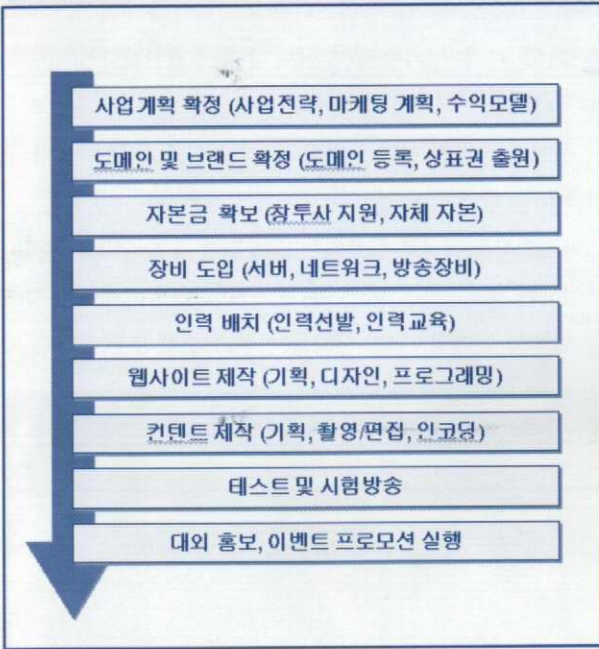 사업계획 확정 (사업전략, 마케팅 계획, 수익모델)
도메인 및 브랜드 확정 (도메인 등록, 상표권 출원)
자본금 확보 (창투사 지원, 자체 자본)
장비 도입 (서버, 네트워크, 방송장비)
인력 배치 (인력선발, 인력교육)
웹사이트 제작 (기획, 디자인, 프로그래밍)
컨텐트 제작 (기획, 촬영/편집, 인코딩)
테스트 및 시험방송
대외 홍보, 이벤트 프로모션 실행